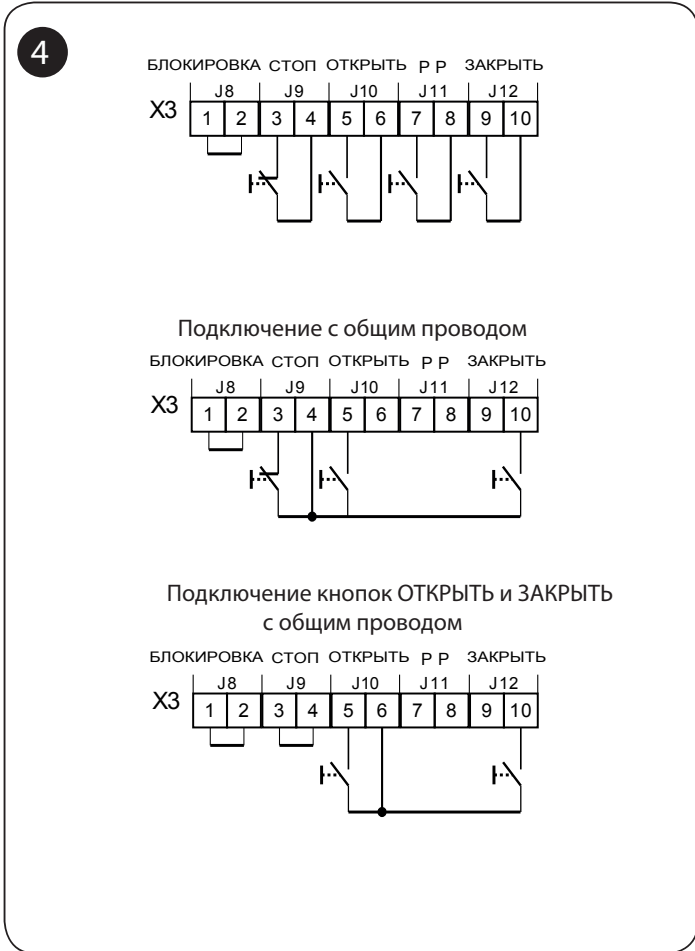 4
БЛОКИРОВКА СТОП ОТКРЫТЬ Р Р ЗАКРЫТЬ
J8 J9 J10 J11 J12
X3 1 2 3 4 5 6 7 8 9 10
Подключение с общим проводом
БЛОКИРОВКА СТОП ОТКРЫТЬ Р Р ЗАКРЫТЬ
J8 J9 J10 J11 J12
X3 1 2 3 4 5 6 7 8 9 10
Подключение кнопок ОТКРЫТЬ и ЗАКРЫТЬ
с общим проводом
БЛОКИРОВКА СТОП ОТКРЫТЬ Р Р ЗАКРЫТЬ
J8 J9 J10 J11 J12
X3 1 2 3 4 5 6 7 8 9 10